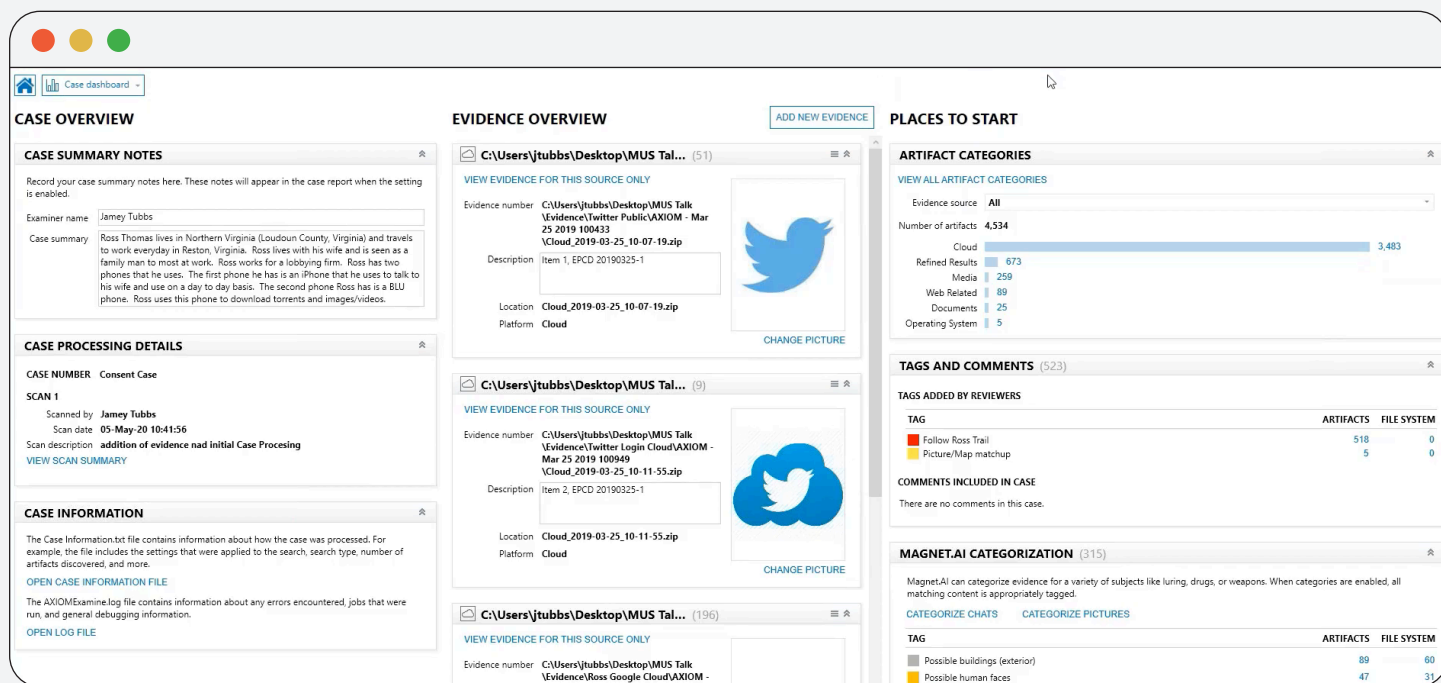 Case dashboard
CASE OVERVIEW
CASE SUMMARY NOTES
Record your case summary notes here. These notes will appear in the case report when the setting
is enabled.
Examiner name Jamey Tubbs
Case summary Ross Thomas lives in Northern Virginia (Loudoun County, Virginia) and travels
to work everyday in Reston, Virginia. Ross lives with his wife and is seen as a
family man to most at work. Ross works for a lobbying firm. Ross has two
phones that he uses. The first phone he has is an iPhone that he uses to talk to
his wife and use on a day to day basis. The second phone Ross has is a BLU
phone. Ross uses this phone to download torrents and images/videos.
CASE PROCESSING DETAILS
CASE NUMBER Consent Case
SCAN 1
Scanned by Jamey Tubbs
Scan date 05-May-20 10:41:56
Scan description addition of evidence nad initial Case Procesing
VIEW SCAN SUMMARY
CASE INFORMATION
The Case Information.txt file contains information about how the case was processed. For
example, the file includes the settings that were applied to the search, search type, number of
artifacts discovered, and more.
OPEN CASE INFORMATION FILE
The AXIOMExamine.log file contains information about any errors encountered, jobs that were
run, and general debugging information.
OPEN LOG FILE
EVIDENCE OVERVIEW
ADD NEW EVIDENCE
C:\Users\jtubbs\Desktop\MUS Tal... (51)
VIEW EVIDENCE FOR THIS SOURCE ONLY
Evidence number C:\Users\jtubbs\Desktop\MUS Talk
\Evidence\Twitter Public\AXIOM - Mar
25 2019 100433
\Cloud_2019-03-25_10-07-19.zip
Description Item 1, EPCD 20190325-1
Location Cloud_2019-03-25_10-07-19.zip
Platform Cloud
CHANGE PICTURE
C:\Users\jtubbs\Desktop\MUS Tal... (9)
VIEW EVIDENCE FOR THIS SOURCE ONLY
Evidence number C:\Users\jtubbs\Desktop\MUS Talk
\Evidence\Twitter Login Cloud\AXIOM -
Mar 25 2019 100949
\Cloud_2019-03-25_10-11-55.zip
Description Item 2, EPCD 20190325-1
Location Cloud_2019-03-25_10-11-55.zip
Platform Cloud
CHANGE PICTURE
C:\Users\jtubbs\Desktop\MUS Tal... (196)
VIEW EVIDENCE FOR THIS SOURCE ONLY
Evidence number C:\Users\jtubbs\Desktop\MUS Talk
\Evidence\Ross Google Cloud\AXIOM -
PLACES TO START
ARTIFACT CATEGORIES
VIEW ALL ARTIFACT CATEGORIES
Evidence source All
Number of artifacts 4,534
Cloud 3,483
Refined Results 673
Media 259
Web Related 89
Documents 25
Operating System 5
TAGS AND COMMENTS (523)
TAGS ADDED BY REVIEWERS
TAG ARTIFACTS FILE SYSTEM
Follow Ross Trail 518 0
Picture/Map matchup 5 0
COMMENTS INCLUDED IN CASE
There are no comments in this case.
MAGNET.AI CATEGORIZATION (315)
Magnet.AI can categorize evidence for a variety of subjects like luring, drugs, or weapons. When categories are enabled, all
matching content is appropriately tagged.
CATEGORIZE CHATS CATEGORIZE PICTURES
TAG ARTIFACTS FILE SYSTEM
Possible buildings (exterior) 89 60
Possible human faces 47 31